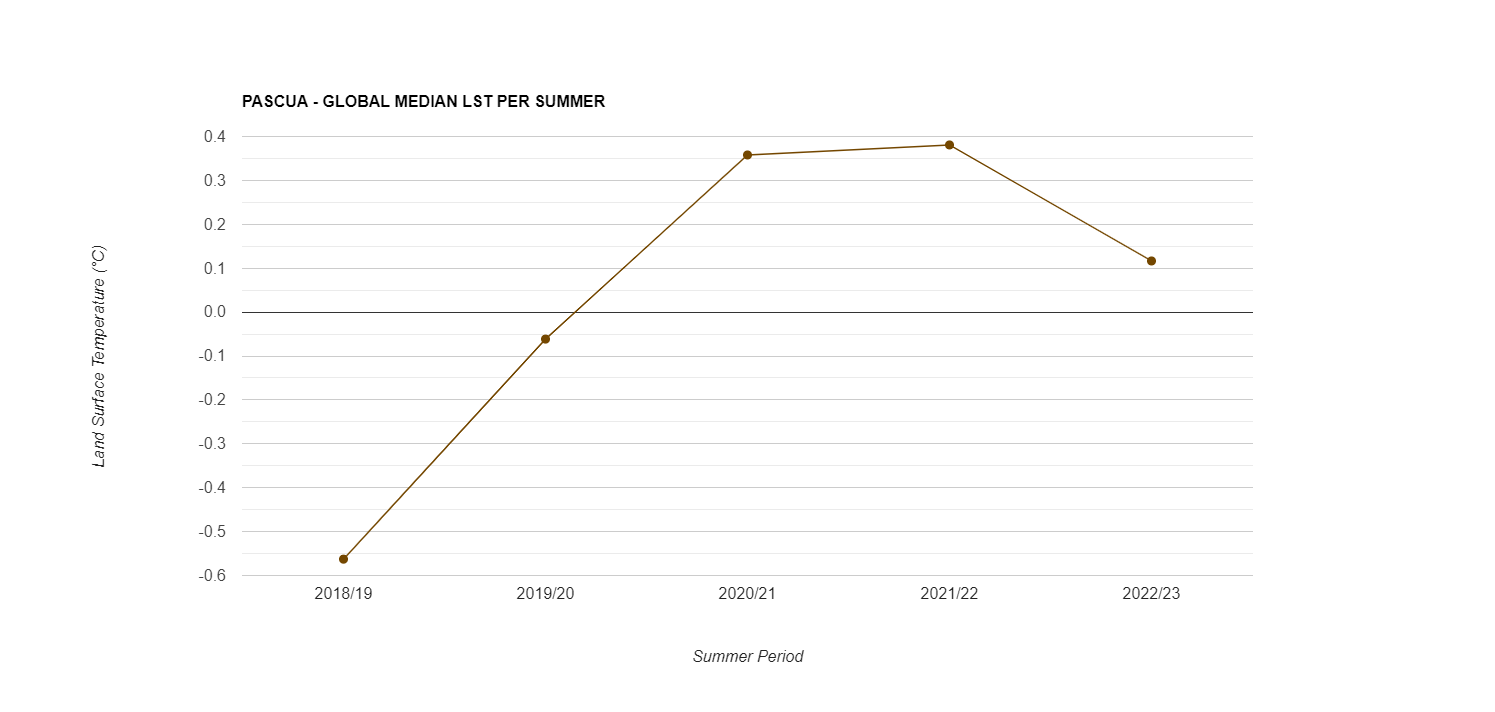 PASCUA - GLOBAL MEDIAN LST PER SUMMER
Land Surface Temperature (°C)
0.4
0.3
0.2
0.1
0.0
-0.1
-0.2
-0.3
-0.4
-0.5
-0.6
2018/19 2019/20 2020/21 2021/22 2022/23
Summer Period